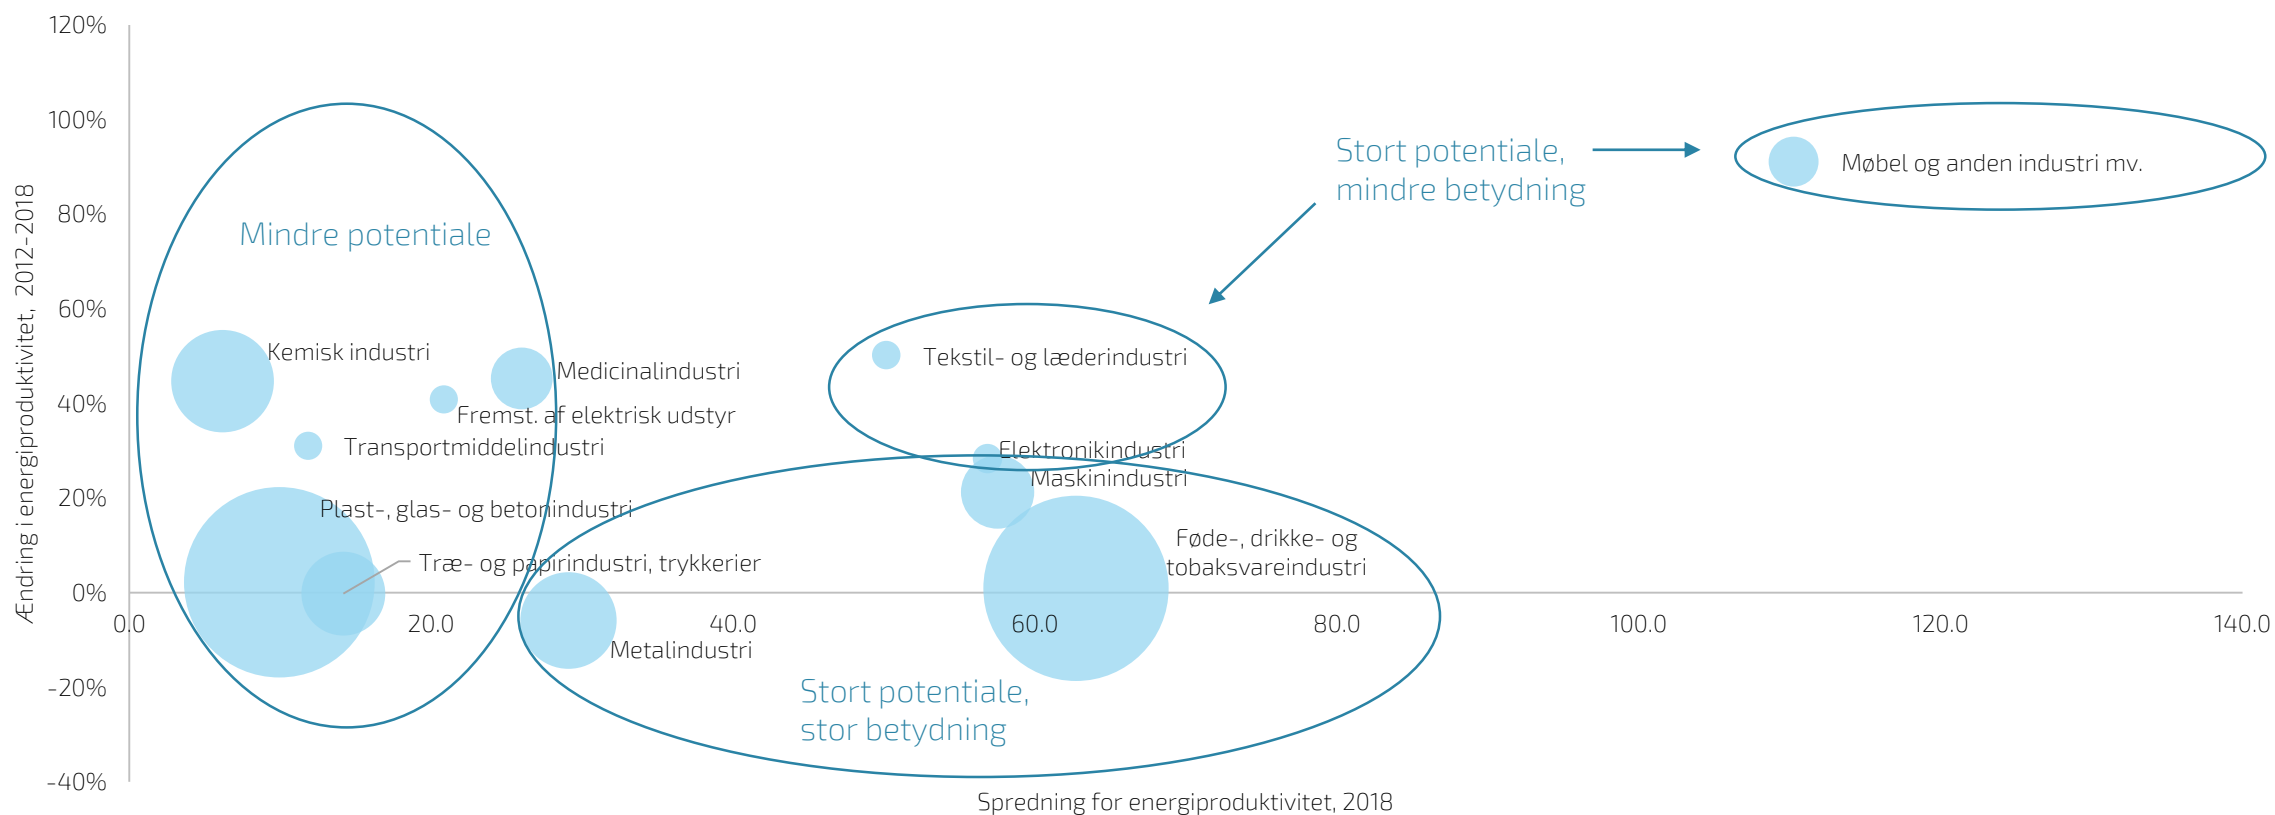 120%
100%
80%
60%
40%
20%
0%
-20%
-40%
Ændring i energiproduktivitet, 2012-2018
Mindre potentiale
Stort potentiale,
mindre betydning
Møbel og anden industri mv.
Kemisk industri
Medicinalindustri
Fremst. af elektrisk udstyr
Transportmiddelindustri
Tekstil- og læderindustri
Elektronikindustri
Maskinindustri
Plast-, glas- og betonindustri
Træ- og papirindustri, trykkerier
Føde-, drikke- og
tobaksvareindustri
Metalindustri
0.0 20.0 40.0 60.0 80.0 100.0 120.0 140.0
Stort potentiale,
stor betydning
Spredning for energiproduktivitet, 2018